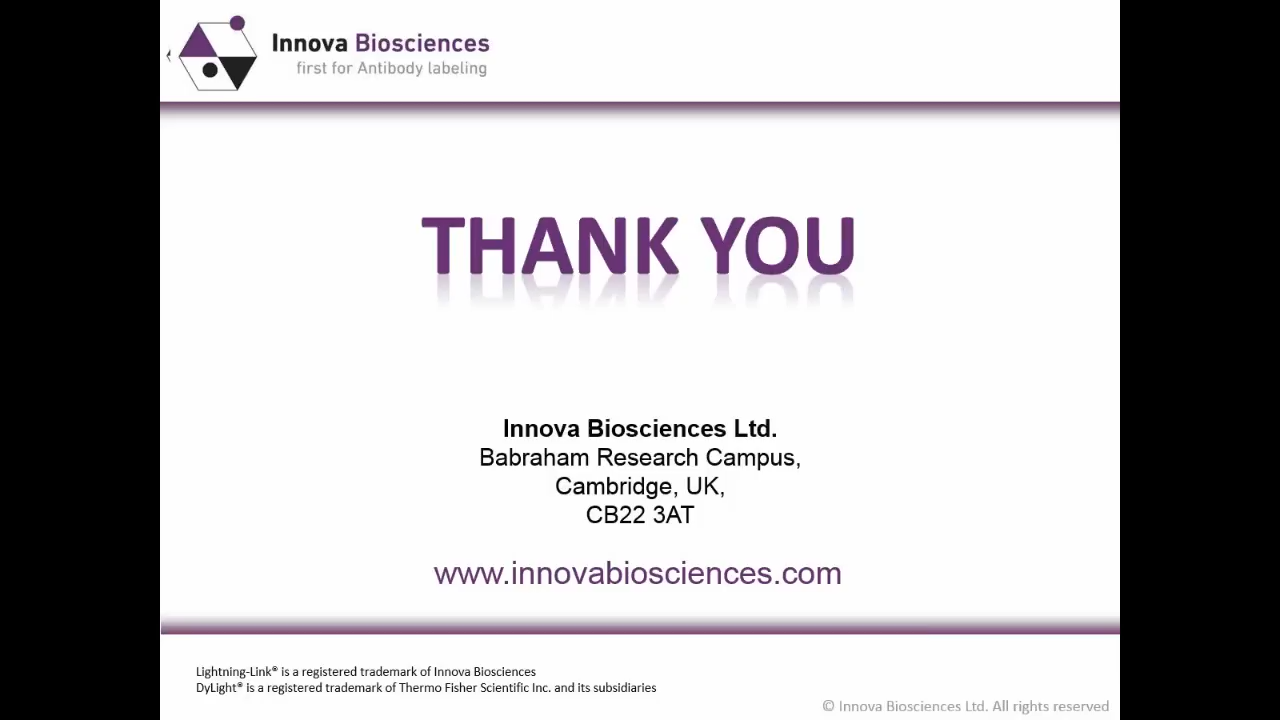 Innova Biosciences
first for Antibody labeling
THANK YOU
Innova Biosciences Ltd.
Babraham Research Campus,
Cambridge, UK,
CB22 3AT
www.innovabiosciences.com
Lightning-Link® is a registered trademark of Innova Biosciences
DyLight® is a registered trademark of Thermo Fisher Scientific Inc. and its subsidiaries
© Innova Biosciences Ltd. All rights reserved